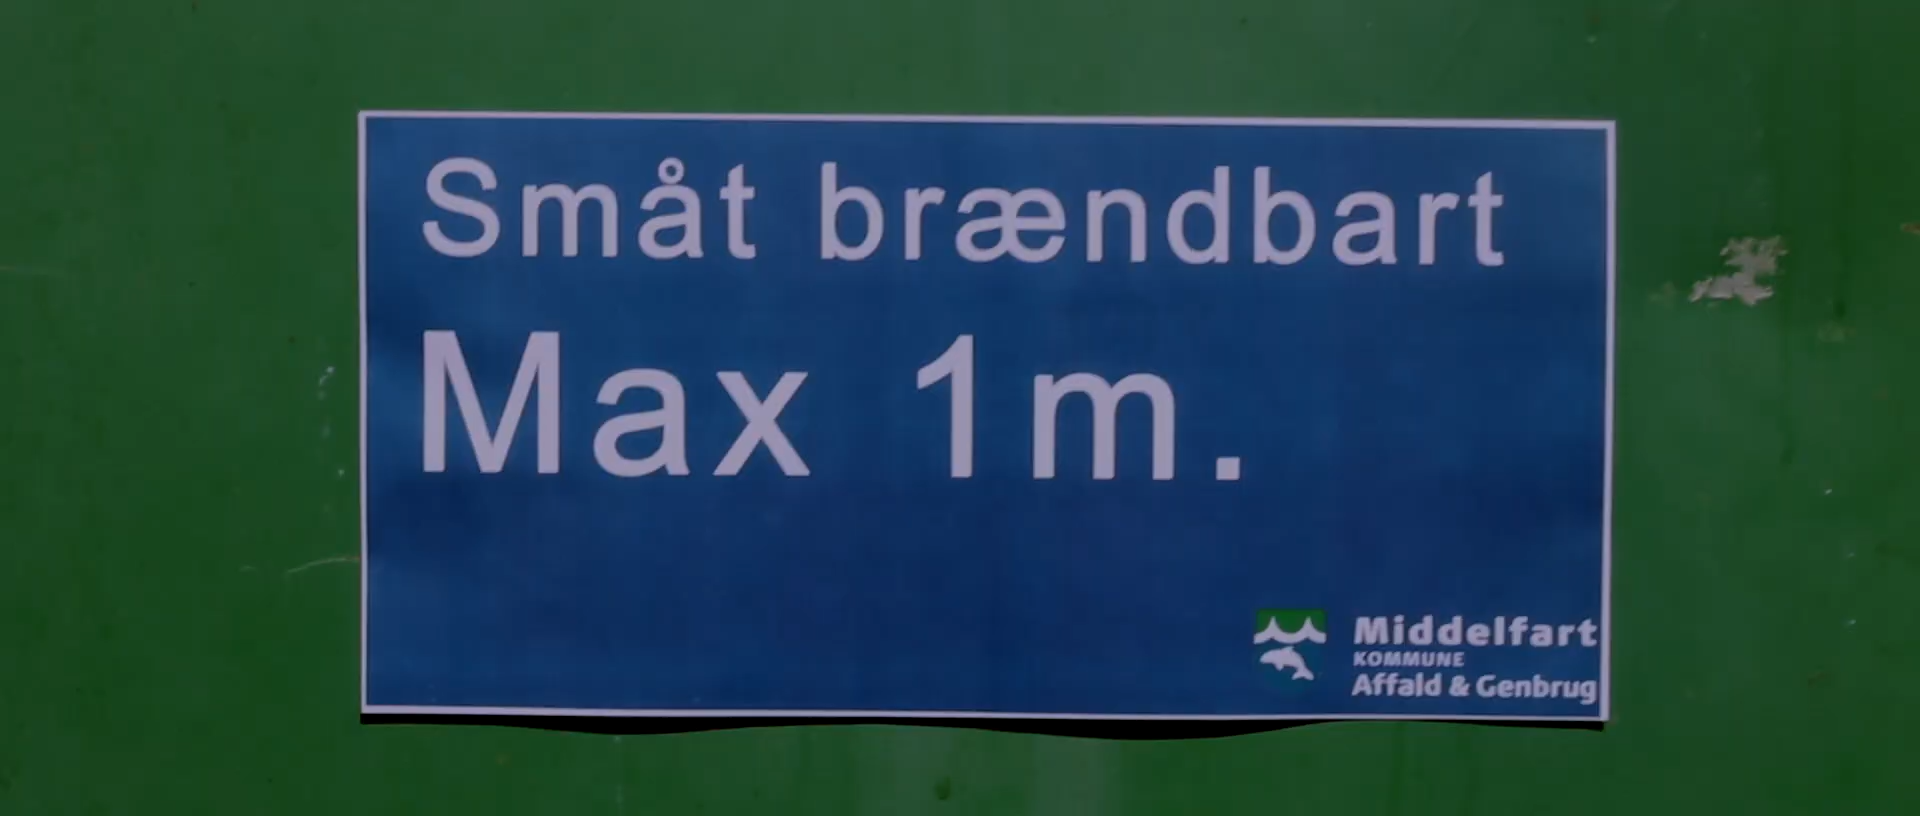 Småt brændbart
Max 1m.
Middelfart
KOMMUNE
Affald & Genbrug